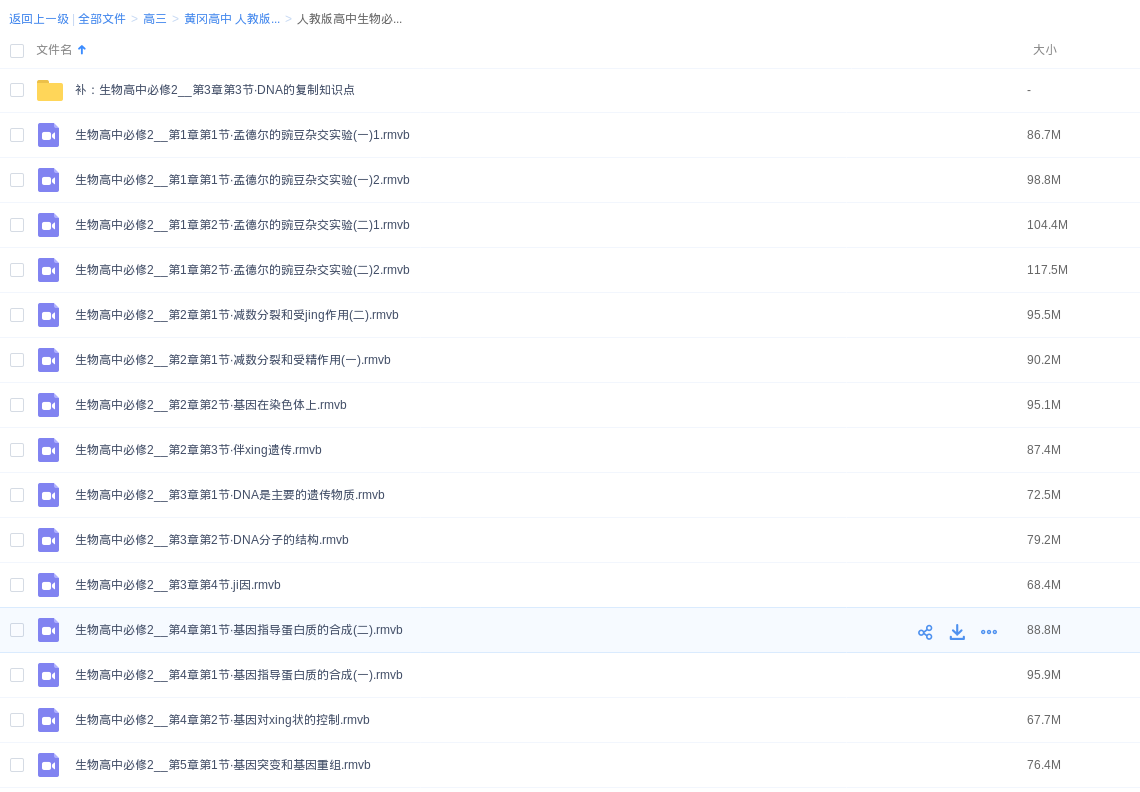 返回上一级 | 全部文件 > 高三 > 黄冈高中 人教版... > 人教版高中生物必...
文件名 大小
补：生物高中必修2__第3章第3节·DNA的复制知识点 -
生物高中必修2__第1章第1节·孟德尔的豌豆杂交实验(一)1.rmvb 86.7M
生物高中必修2__第1章第1节·孟德尔的豌豆杂交实验(一)2.rmvb 98.8M
生物高中必修2__第1章第2节·孟德尔的豌豆杂交实验(二)1.rmvb 104.4M
生物高中必修2__第1章第2节·孟德尔的豌豆杂交实验(二)2.rmvb 117.5M
生物高中必修2__第2章第1节·减数分裂和受jing作用(二).rmvb 95.5M
生物高中必修2__第2章第1节·减数分裂和受精作用(一).rmvb 90.2M
生物高中必修2__第2章第2节·基因在染色体上.rmvb 95.1M
生物高中必修2__第2章第3节·伴xing遗传.rmvb 87.4M
生物高中必修2__第3章第1节·DNA是主要的遗传物质.rmvb 72.5M
生物高中必修2__第3章第2节·DNA分子的结构.rmvb 79.2M
生物高中必修2__第3章第4节.ji因.rmvb 68.4M
生物高中必修2__第4章第1节·基因指导蛋白质的合成(二).rmvb 88.8M
生物高中必修2__第4章第1节·基因指导蛋白质的合成(一).rmvb 95.9M
生物高中必修2__第4章第2节·基因对xing状的控制.rmvb 67.7M
生物高中必修2__第5章第1节·基因突变和基因重组.rmvb 76.4M